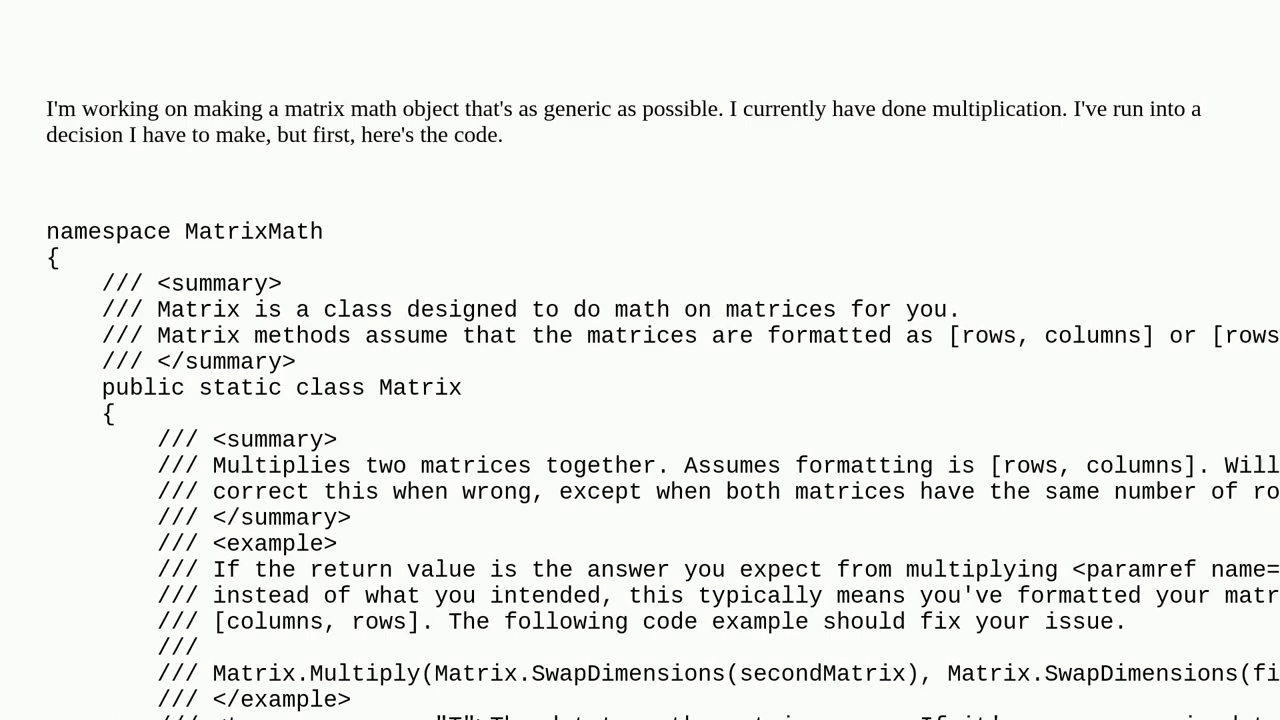 I'm working on making a matrix math object that's as generic as possible. I currently have done multiplication. I've run into a
decision I have to make, but first, here's the code.
namespace MatrixMath
{
/// <summary>
/// Matrix is a class designed to do math on matrices for you.
/// Matrix methods assume that the matrices are formatted as [rows, columns] or [rows
/// </summary>
public static class Matrix
{
/// <summary>
/// Multiplies two matrices together. Assumes formatting is [rows, columns]. Will
/// correct this when wrong, except when both matrices have the same number of ro
/// </summary>
/// <example>
/// If the return value is the answer you expect from multiplying <paramref name=
/// instead of what you intended, this typically means you've formatted your matr
/// [columns, rows]. The following code example should fix your issue.
///
/// Matrix.Multiply(Matrix.SwapDimensions(secondMatrix), Matrix.SwapDimensions(fi
/// </example>